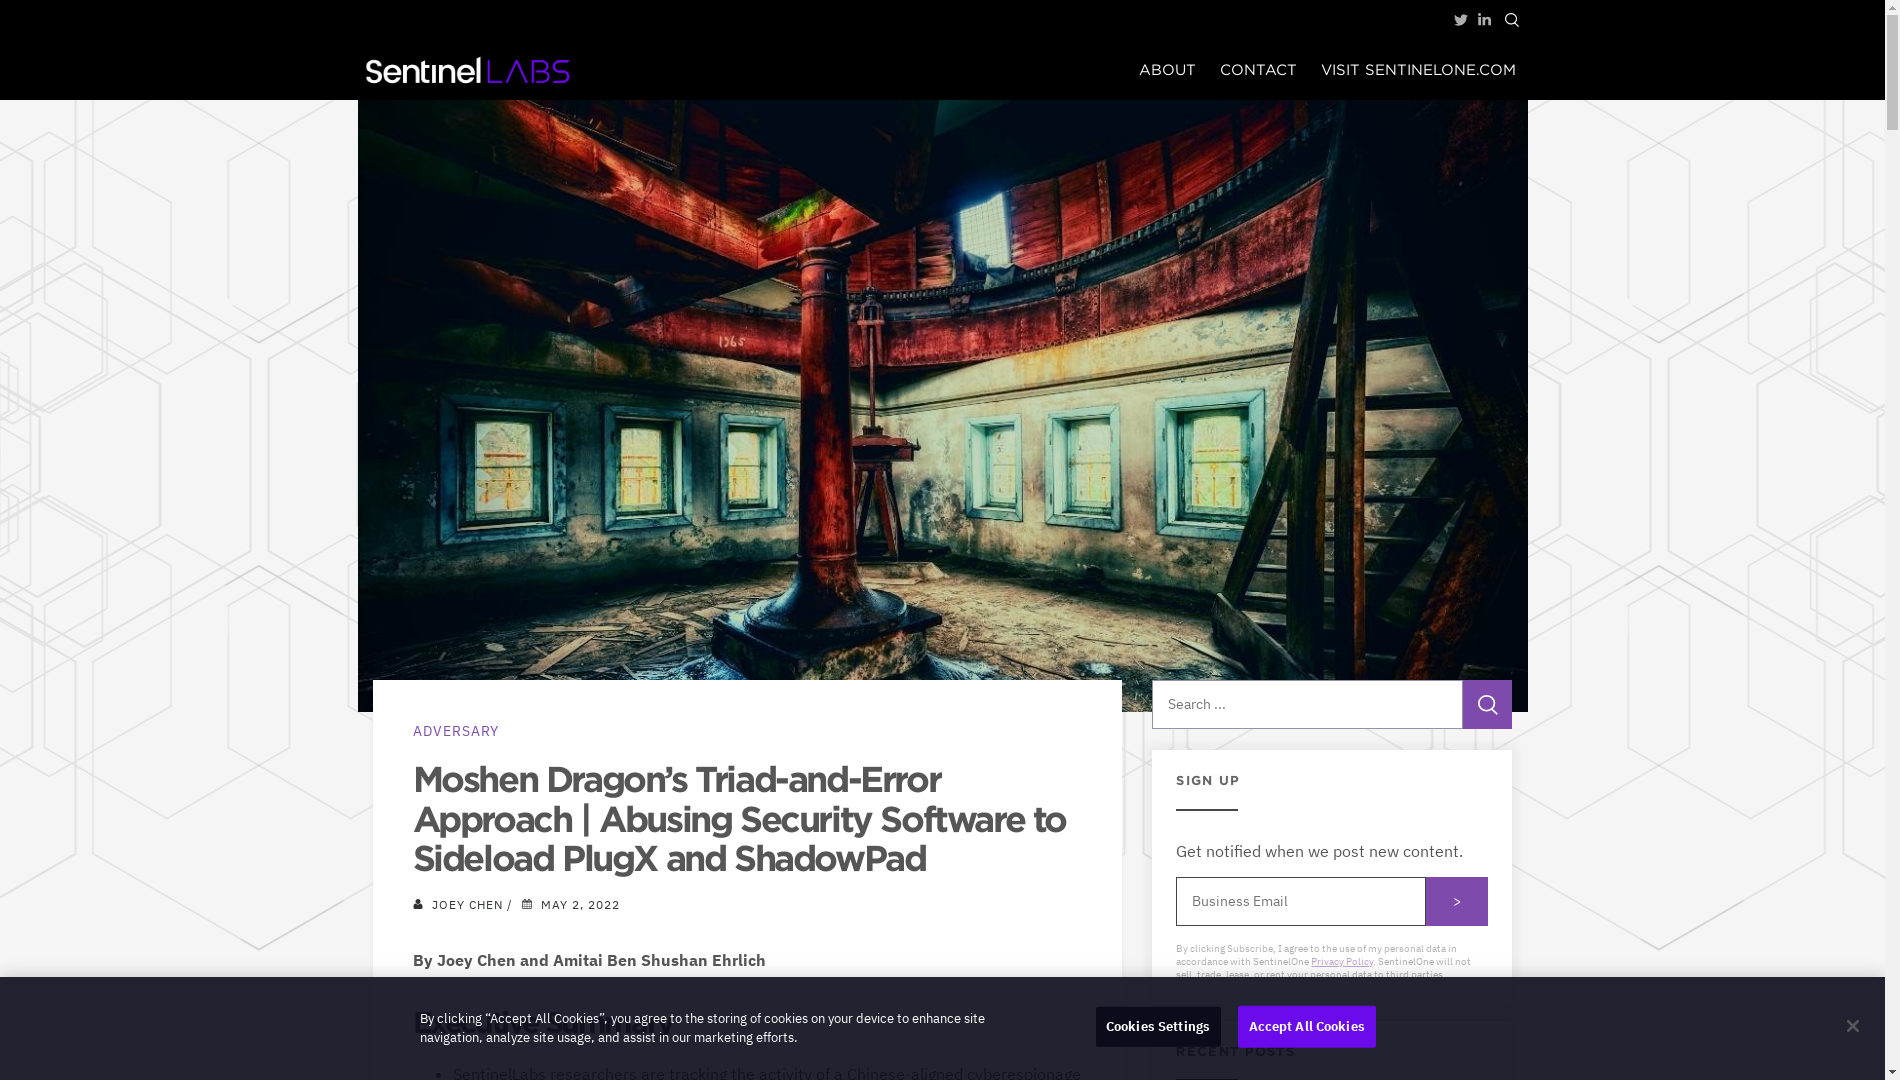 Sentinel LABS
ABOUT CONTACT VISIT SENTINELONE.COM
1965
ADVERSARY
Moshen Dragon’s Triad-and-Error
Approach | Abusing Security Software to
Sideload PlugX and ShadowPad
JOEY CHEN / MAY 2, 2022
By Joey Chen and Amitai Ben Shushan Ehrlich
Executive Summary
SentinelLabs researchers are tracking the activity of a Chinese-aligned cyberespionage
Search ...
SIGN UP
Get notified when we post new content.
Business Email >
By clicking Subscribe, I agree to the use of my personal data in
accordance with SentinelOne Privacy Policy. SentinelOne will not
sell, trade, lease, or rent your personal data to third parties.
RECENT POSTS
By clicking “Accept All Cookies”, you agree to the storing of cookies on your device to enhance site
navigation, analyze site usage, and assist in our marketing efforts.
Cookies Settings
Accept All Cookies